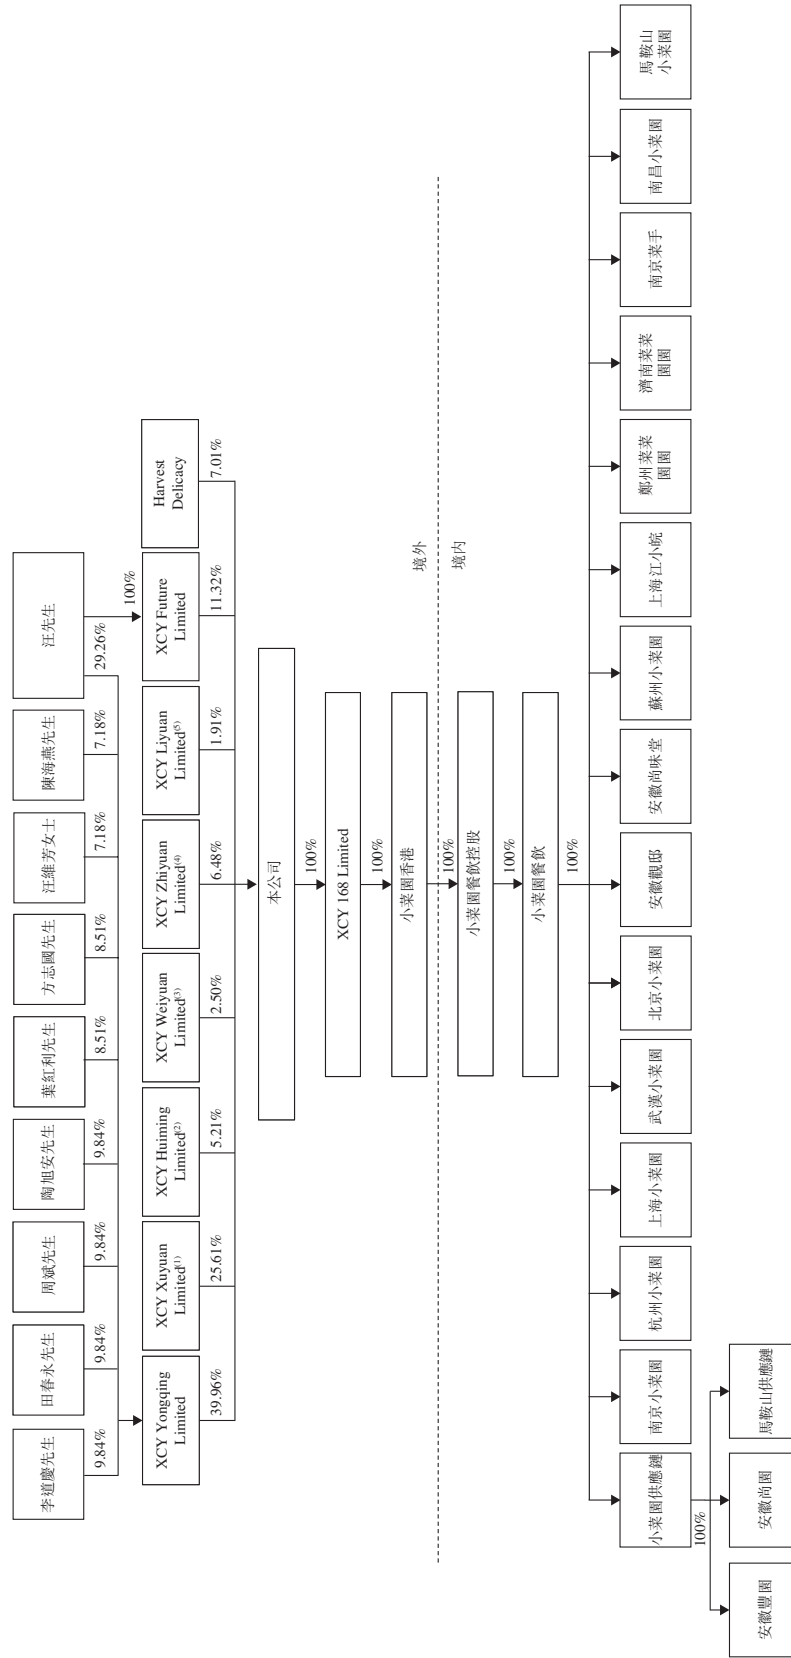 李道慶先生
田春永先生
周斌先生
陶旭安先生
葉紅利先生
方志國先生
汪維芳女士
陳海燕先生
汪先生
9.84%
9.84%
9.84%
9.84%
8.51%
8.51%
7.18%
7.18%
29.26%
100%
XCY Yongqing
Limited
XCY Xuyuan
Limited(1)
XCY Huiming
Limited(2)
XCY Weiyuan
Limited(3)
XCY Zhiyuan
Limited(4)
XCY Liyuan
Limited(5)
XCY Future
Limited
Harvest
Delicacy
39.96%
25.61%
5.21%
2.50%
6.48%
1.91%
11.32%
7.01%
本公司
100%
XCY 168 Limited
100%
小菜園香港
境外
100%
境內
小菜園餐飲控股
100%
小菜園餐飲
100%
小菜園供應鏈
南京小菜園
杭州小菜園
上海小菜園
武漢小菜園
北京小菜園
安徽觀邸
安徽尚味堂
蘇州小菜園
上海江小皖
鄭州菜菜
園園
濟南菜菜
園園
南京菜手
南昌小菜園
馬鞍山
小菜園
100%
安徽豐園
安徽尚園
馬鞍山供應鏈